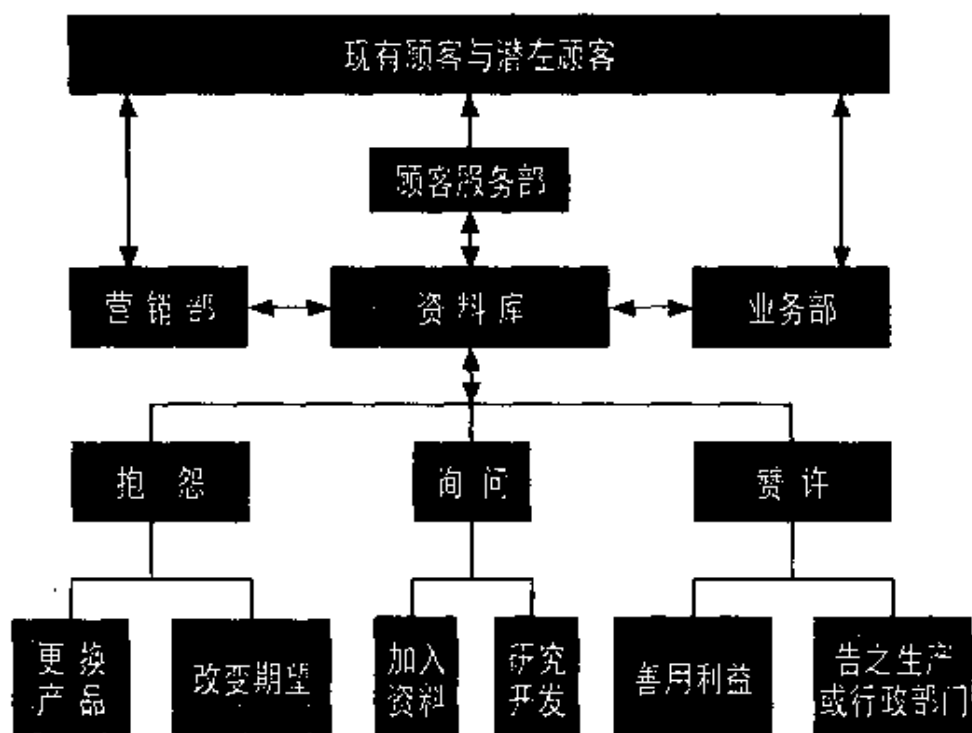 现有顾客与潜在顾客
顾客服务部
营销部
资料库
业务部
抱怨
询问
赞许
更换
产品
改变期望
加入
资料
研究
开发
善用利益
告之生产
或行政部门